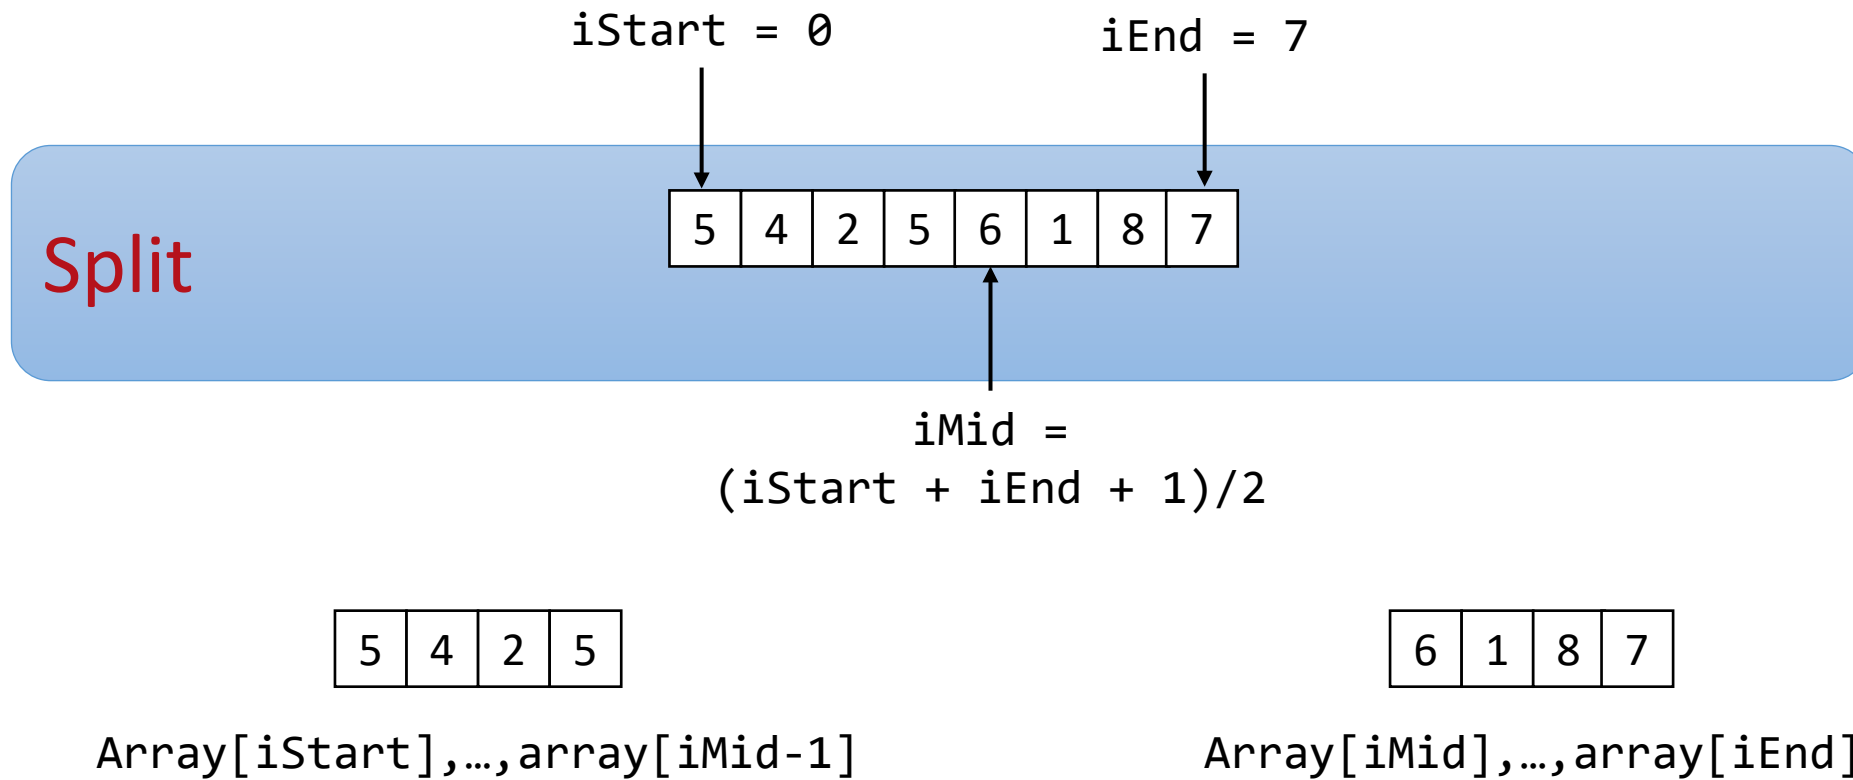 iStart = 0
iEnd = 7
Split
5 4 2 5 6 1 8 7
iMid =
(iStart + iEnd + 1)/2
5 4 2 5
6 1 8 7
Array[iStart],…,array[iMid-1]
Array[iMid],…,array[iEnd]